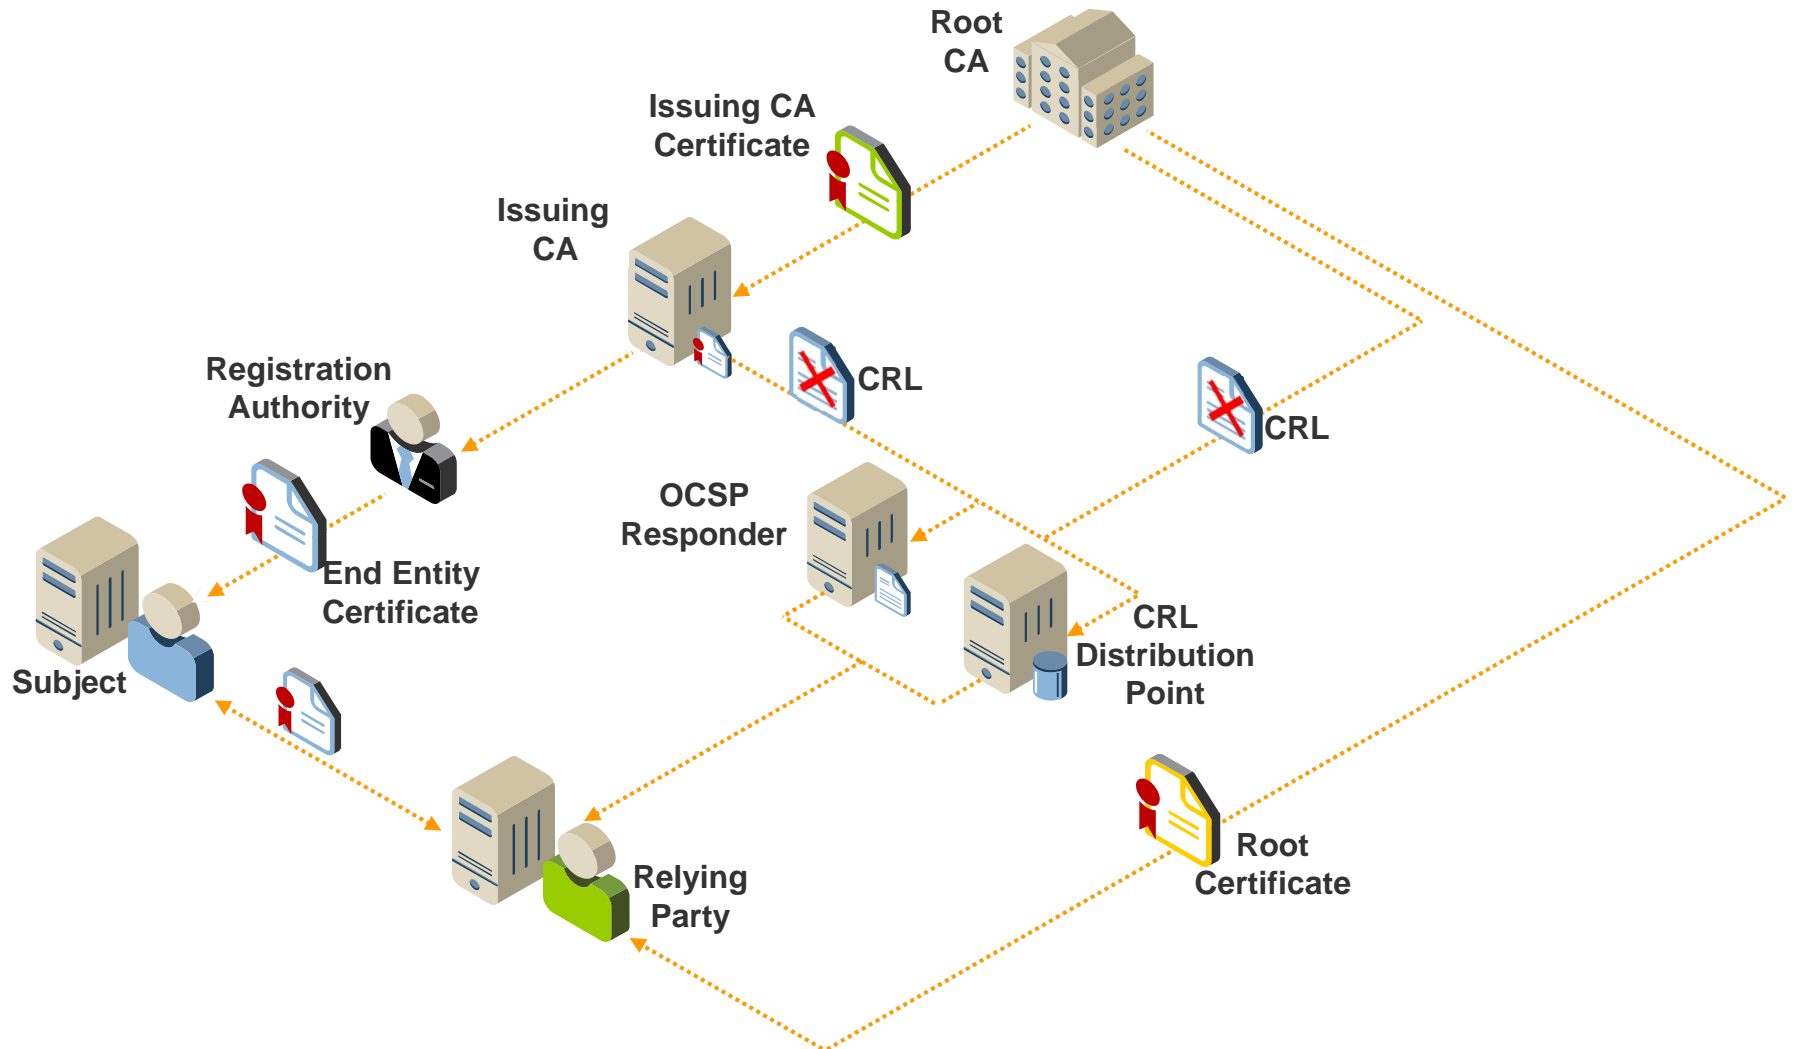 Root
CA
Issuing CA
Certificate
Issuing
CA
Registration
Authority
CRL
CRL
OCSP
Responder
End Entity
Certificate
CRL
Distribution
Point
Subject
Root
Certificate
Relying
Party